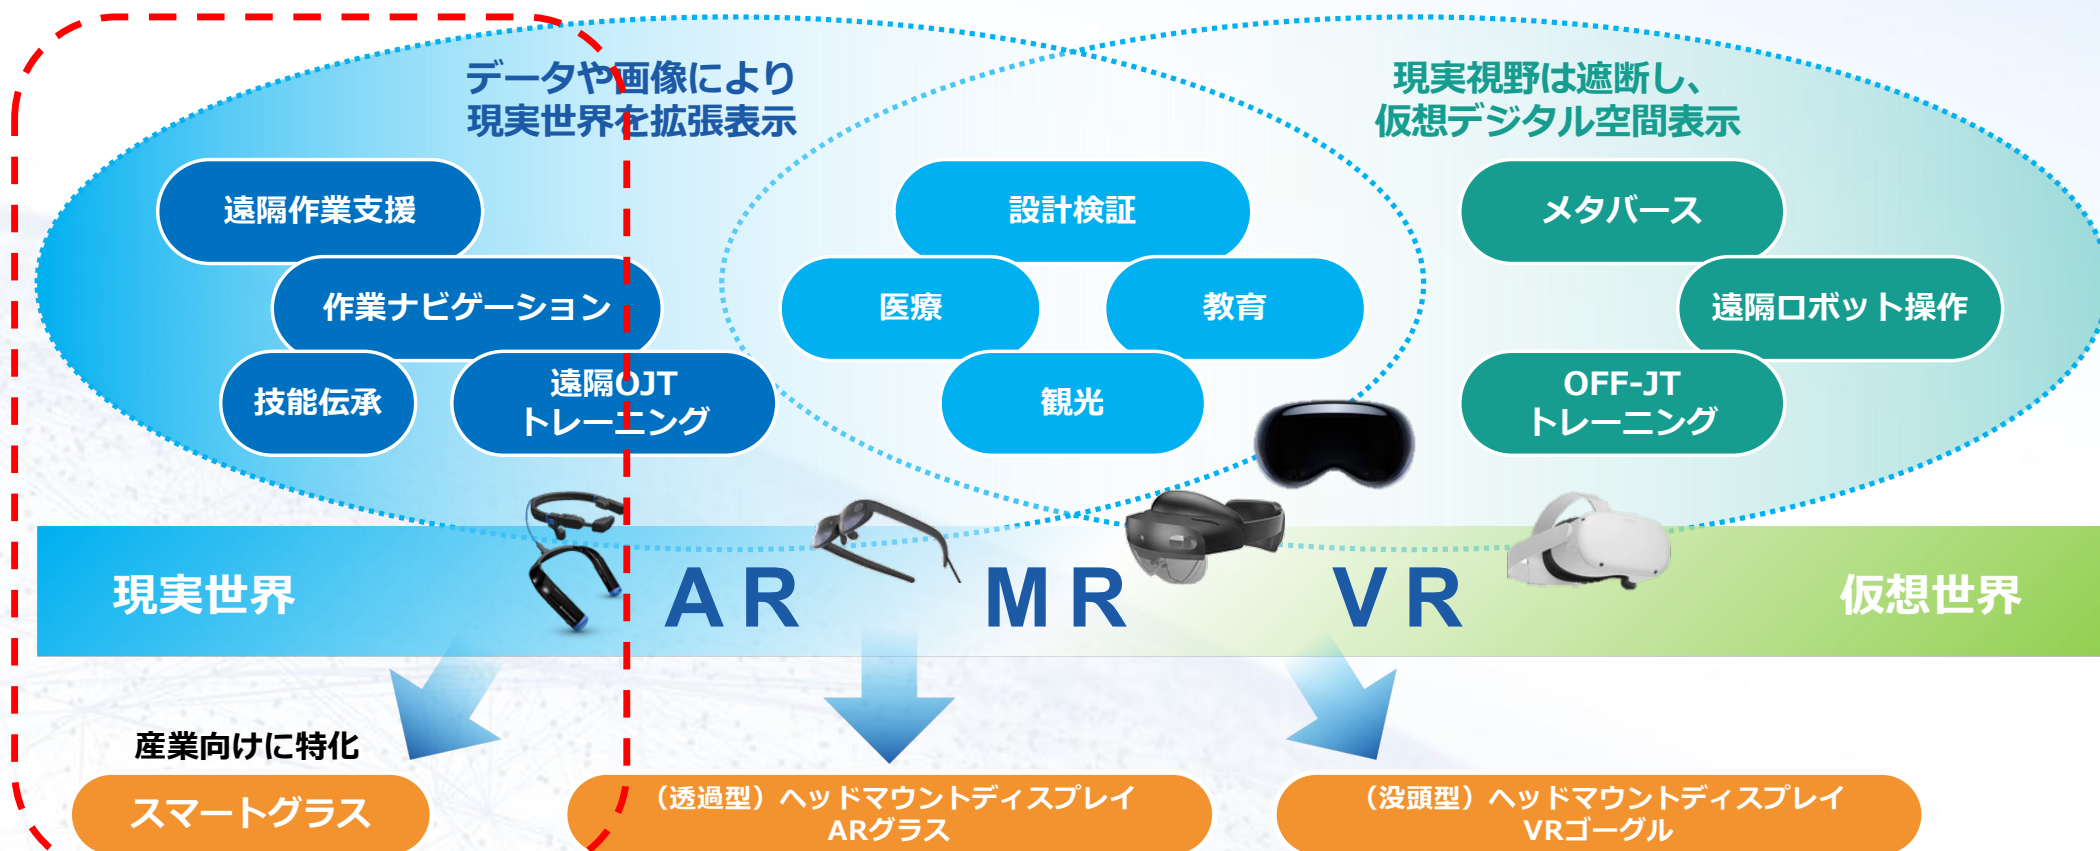 データや画像により
現実世界を拡張表示
現実視野は遮断し、
仮想デジタル空間表示
遠隔作業支援
作業ナビゲーション
技能伝承
遠隔OJT
トレーニング
設計検証
医療
教育
観光
メタバース
遠隔ロボット操作
OFF-JT
トレーニング
現実世界
AR
MR
VR
仮想世界
産業向けに特化
スマートグラス
（透過型）ヘッドマウントディスプレイ
ARグラス
（没頭型）ヘッドマウントディスプレイ
VRゴーグル